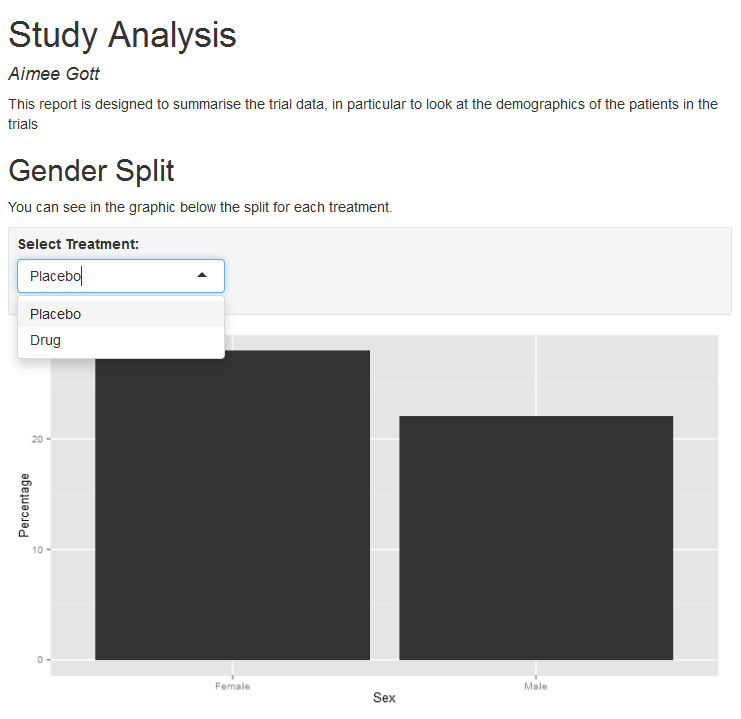 Study Analysis
Aimee Gott
This report is designed to summarise the trial data, in particular to look at the demographics of the patients in the
trials
Gender Split
You can see in the graphic below the split for each treatment.
Select Treatment:
Placebo
Placebo
Drug
20
10
0
Percentage
Female
Male
Sex